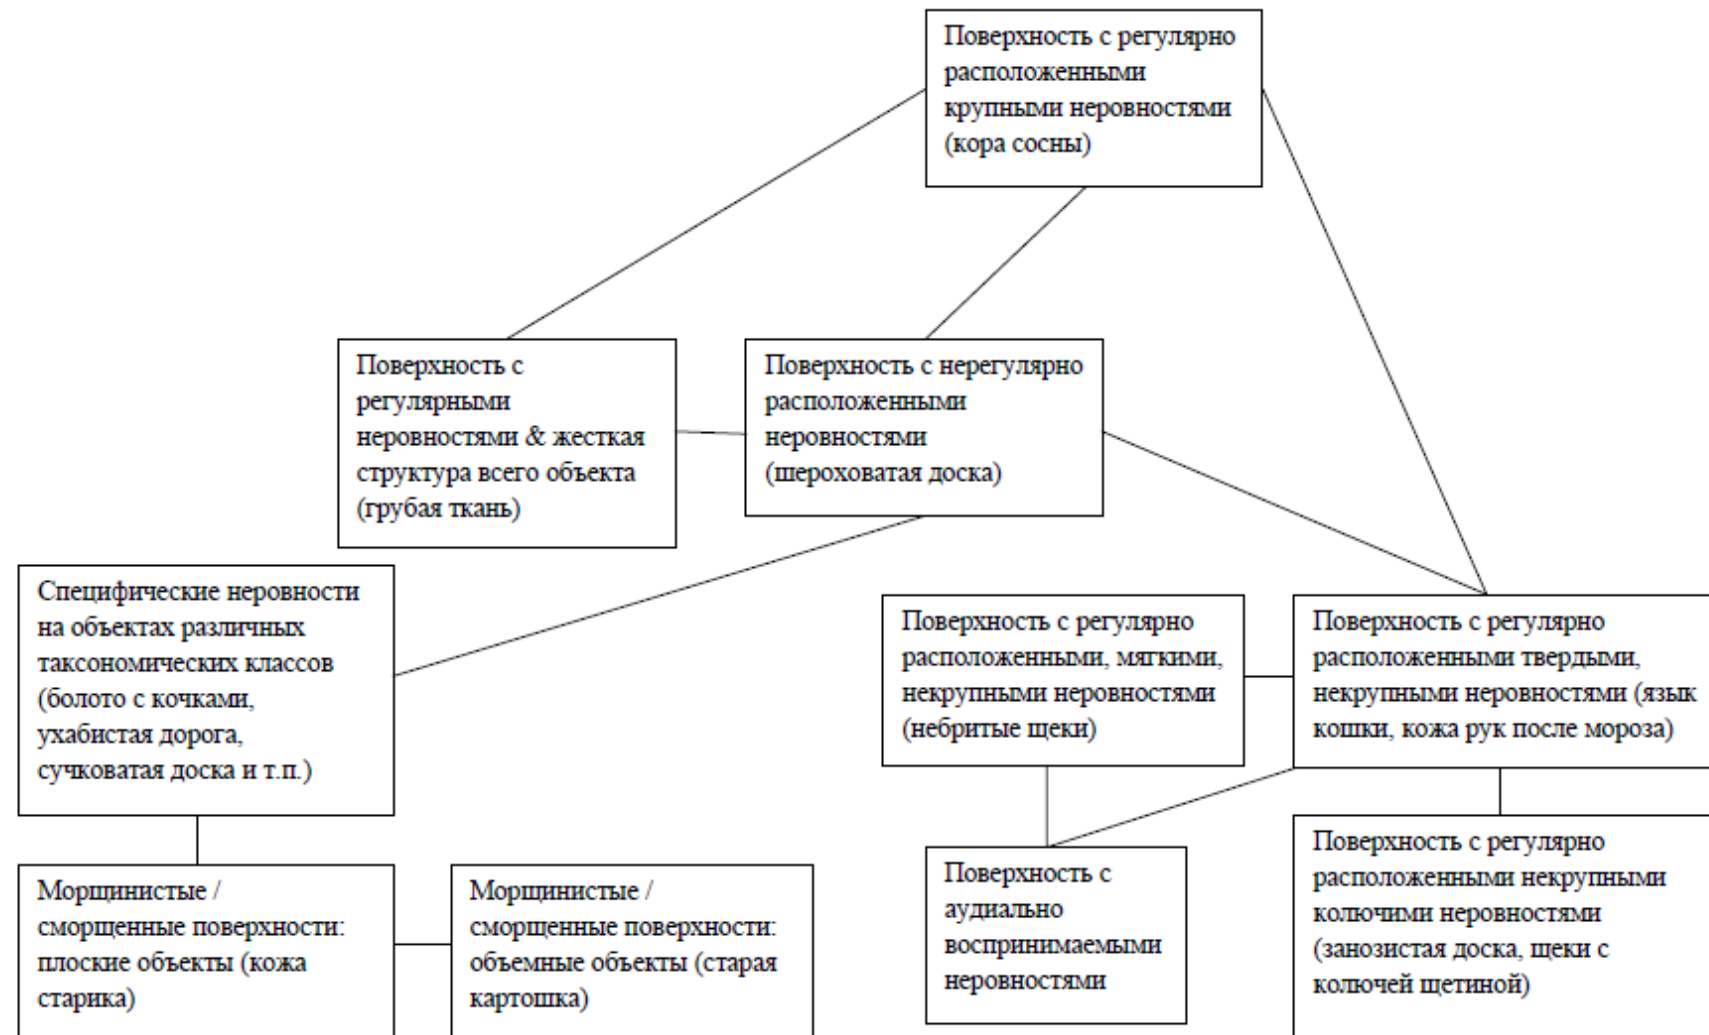 Поверхность с регулярно
расположенными
крупными неровностями
(кора сосны)
Поверхность с
регулярными
неровностями & жесткая
структура всего объекта
(грубая ткань)
Поверхность с нерегулярно
расположенными
неровностями
(шероховатая доска)
Специфические неровности
на объектах различных
таксономических классов
(болото с кочками,
ухабистая дорога,
сучковатая доска и т.п.)
Поверхность с регулярно
расположенными, мягкими,
некрупными неровностями
(небритые щеки)
Поверхность с регулярно
расположенными твердыми,
некрупными неровностями (язык
кошки, кожа рук после мороза)
Морщинистые /
сморщенные поверхности:
плоские объекты (кожа
старика)
Морщинистые /
сморщенные поверхности:
объемные объекты (старая
картошка)
Поверхность с
аудиально
воспринимаемыми
неровностями
Поверхность с регулярно
расположенными некрупными
колючими неровностями
(занозистая доска, щеки с
колючей щетиной)